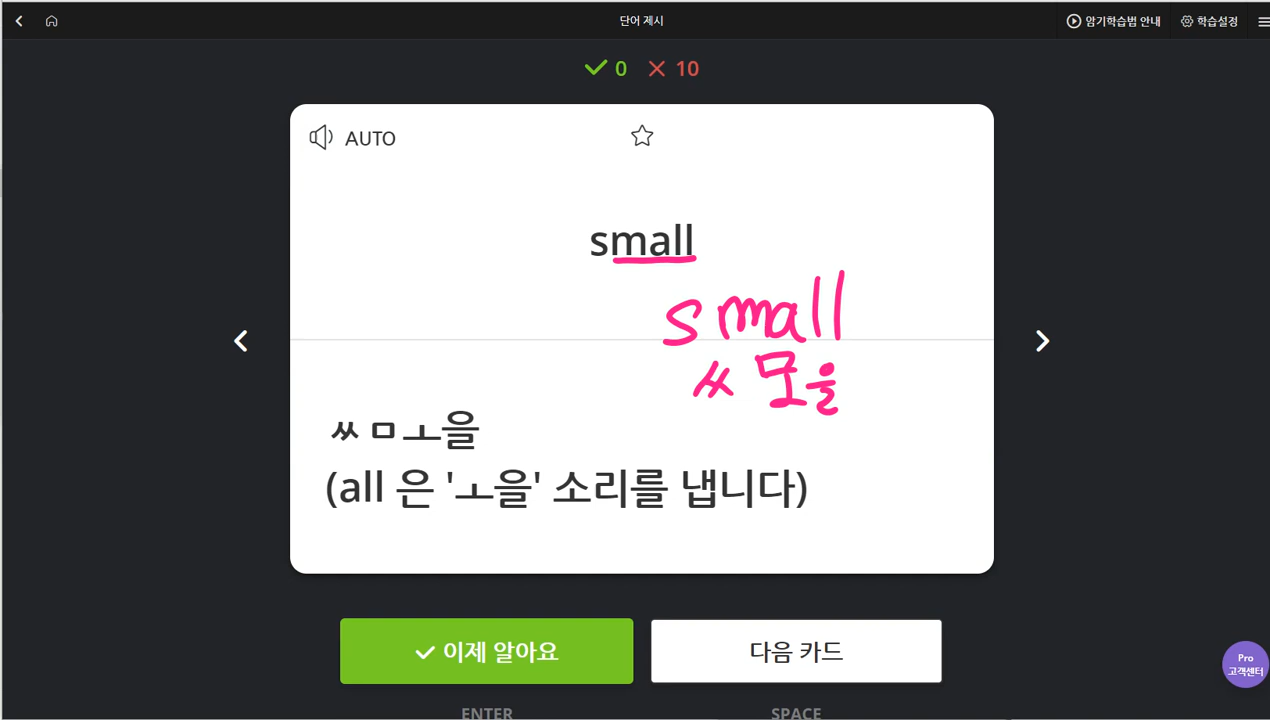 단어 제시
암기학습법 안내
학습설정
0
10
AUTO
small
small
ㅆ 모을
ㅆㅁㅗ을
(all 은 'ㅗ을' 소리를 냅니다)
이제 알아요
다음 카드
ENTER
SPACE
Pro
고객센터